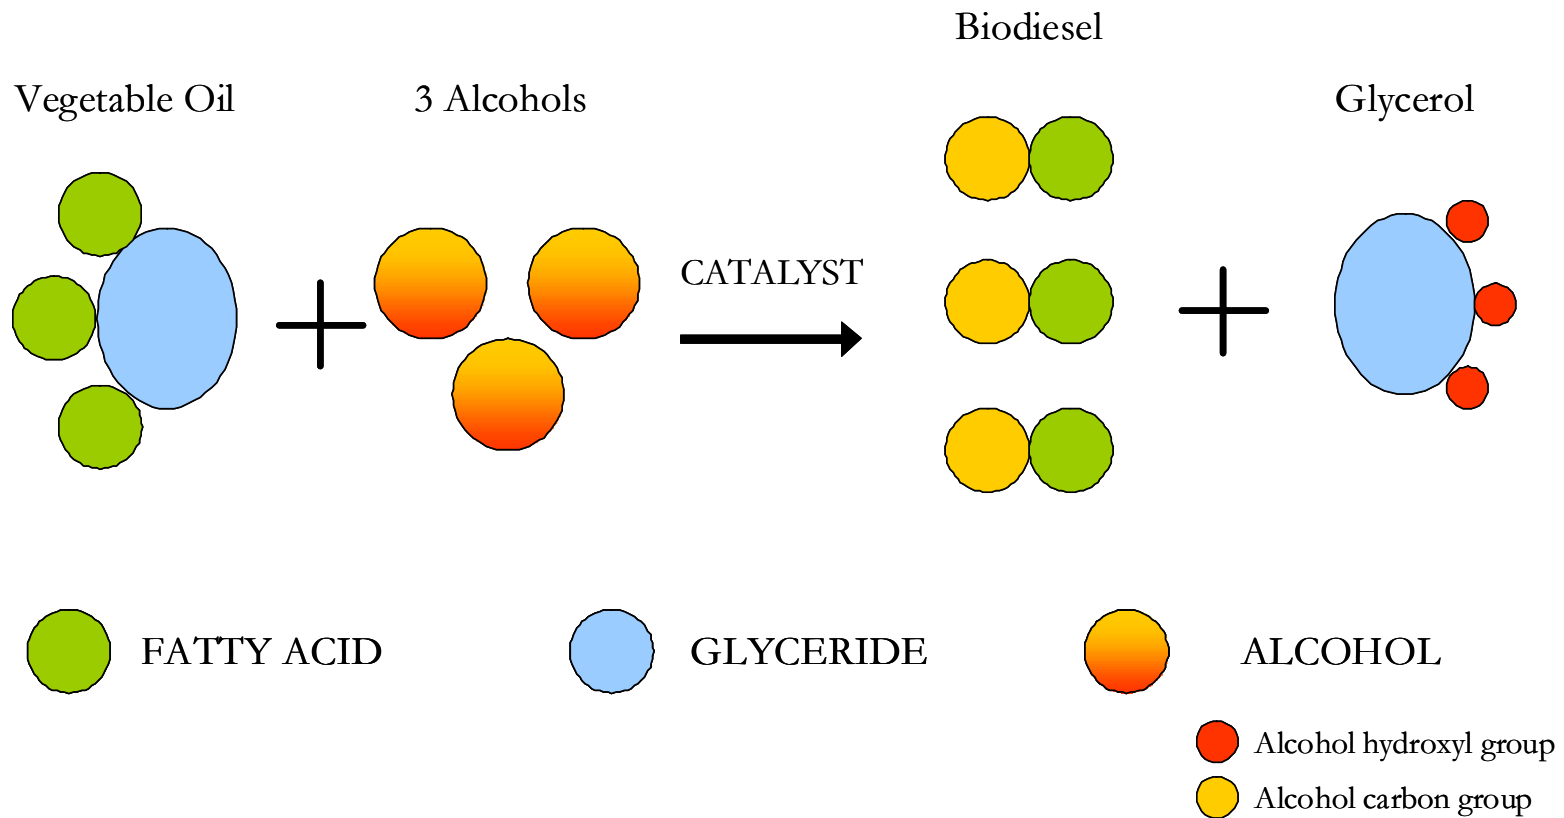 Biodiesel
Vegetable Oil
3 Alcohols
Glycerol
CATALYST
FATTY ACID
GLYCERIDE
ALCOHOL
Alcohol hydroxyl group
Alcohol carbon group